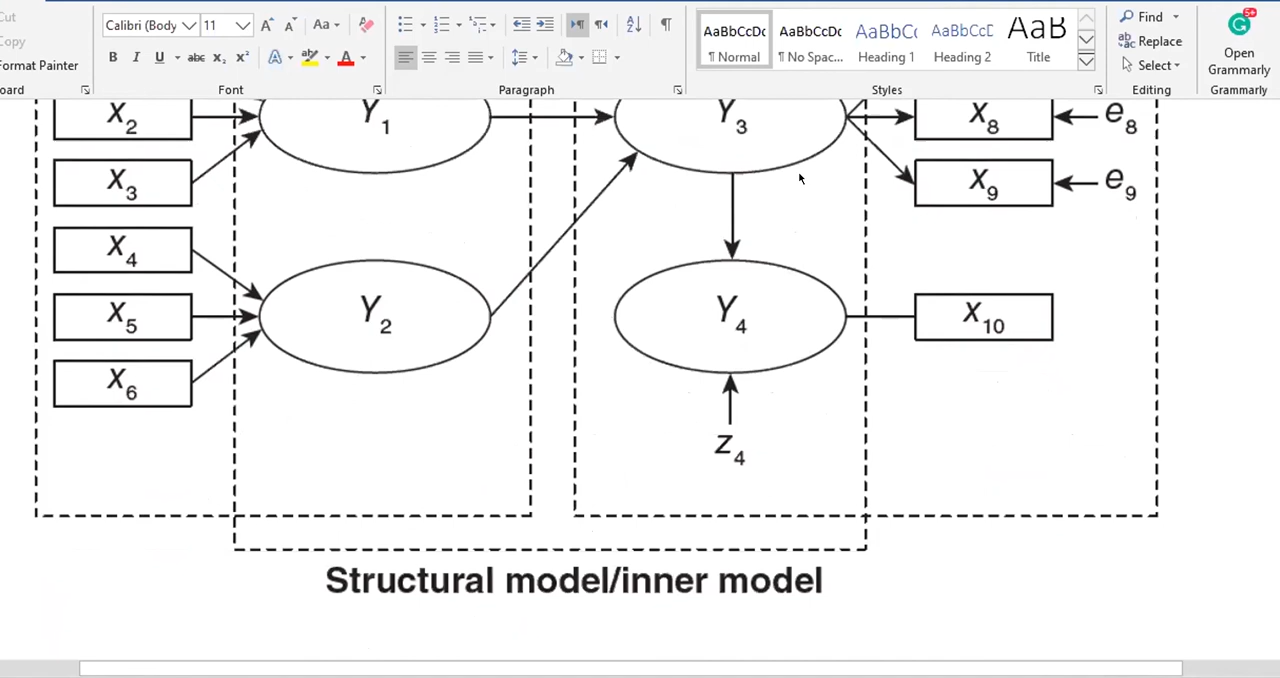 Cut
Copy
Format Painter
oard
Calibri (Body
11
Aa
B I U abc x₂ x²
A A
Font
Paragraph
AaBbCcDc
¶ Normal
AaBbCcDc
¶ No Spac...
AaBbCc
Heading 1
AaBbCcD
Heading 2
AaB
Title
Styles
Find
Replace
Select
Editing
Open
Grammarly
Grammarly
x₂ Y₁ Y₃ x₈ e₈
x₃ x₉ e₉
x₄
x₅ Y₂ Y₄ x₁₀
x₆
z₄
Structural model/inner model